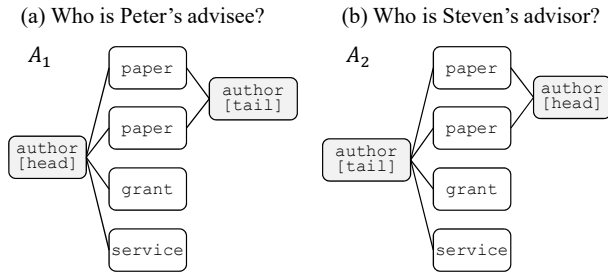 (a) Who is Peter’s advisee?
A1
paper
paper
grant
service
author
[head]
author
[tail]
(b) Who is Steven’s advisor?
A2
paper
paper
grant
service
author
[tail]
author
[head]